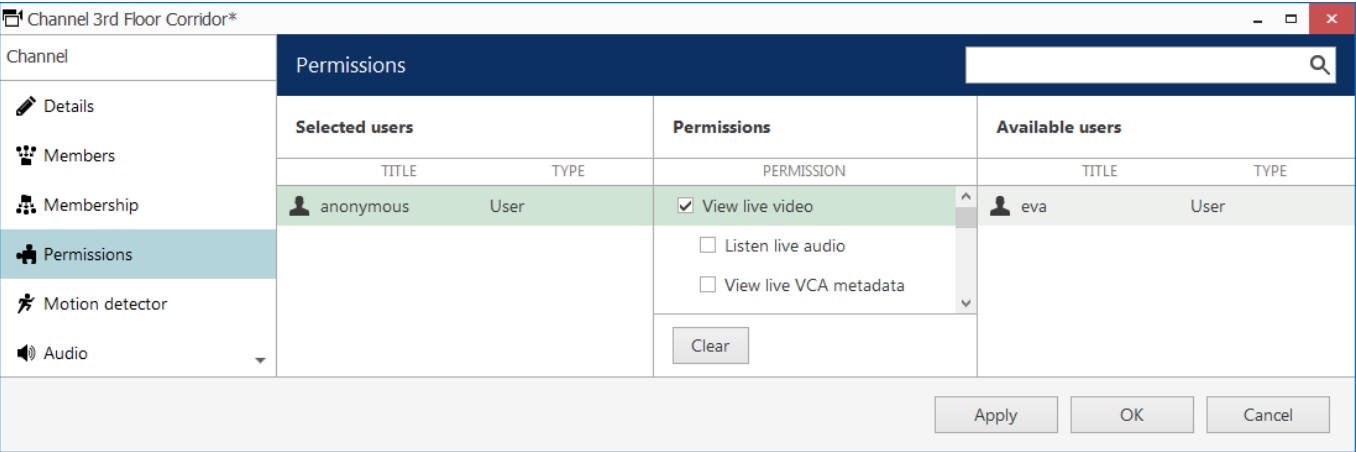 Channel 3rd Floor Corridor*
Channel
Details
Members
Membership
Permissions
Motion detector
Audio
Permissions
Selected users
TITLE TYPE
anonymous User
Permissions
PERMISSION
View live video
Listen live audio
View live VCA metadata
Clear
Available users
TITLE TYPE
eva User
Apply OK Cancel